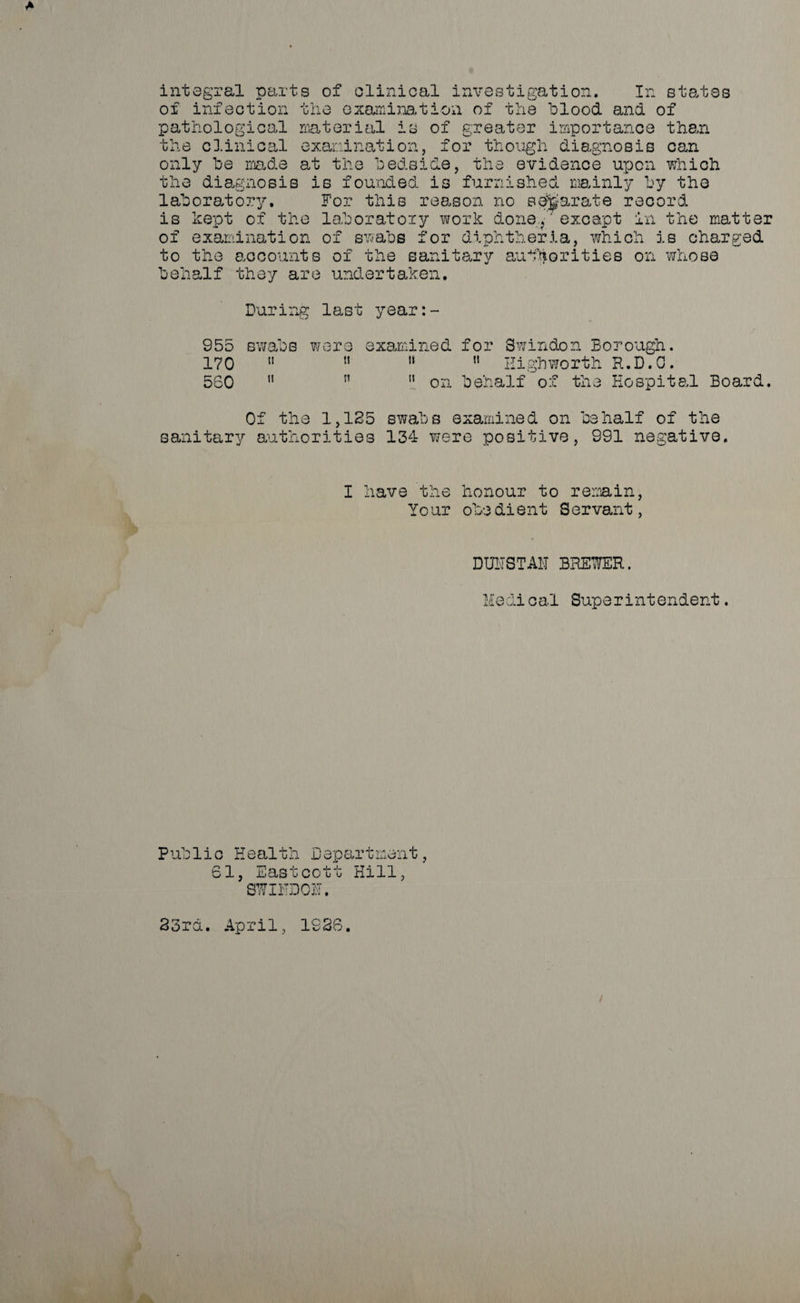 integral parts of clinical investigation. In states
of infection the examination of the blood and of
pathological material is of greater importance than
the clinical examination, for though diagnosis can
only be made at the bedside, the evidence upon which
the diagnosis is founded is furnished mainly by the
laboratory. For this reason no separate record
is kept of the laboratory work done, except in the matter
of examination of swabs for diphtheria, which is charged
to the accounts of the sanitary authorities on whose
behalf they are undertaken.
During last year:-
955 swabs were examined for Swindon Borough.
170 " " " " Highworth R.D.C.
560 " " " on behalf of the Hospital Board.
Of the 1,125 swabs examined on behalf of the
sanitary authorities 134 were positive, 991 negative.
I have the honour to remain,
Your obedient Servant,
DUNSTAN BREWER.
Medical Superintendent.
Public Health Department,
61, Eastcott Hill,
SWINDON.
23rd. April, 1926.